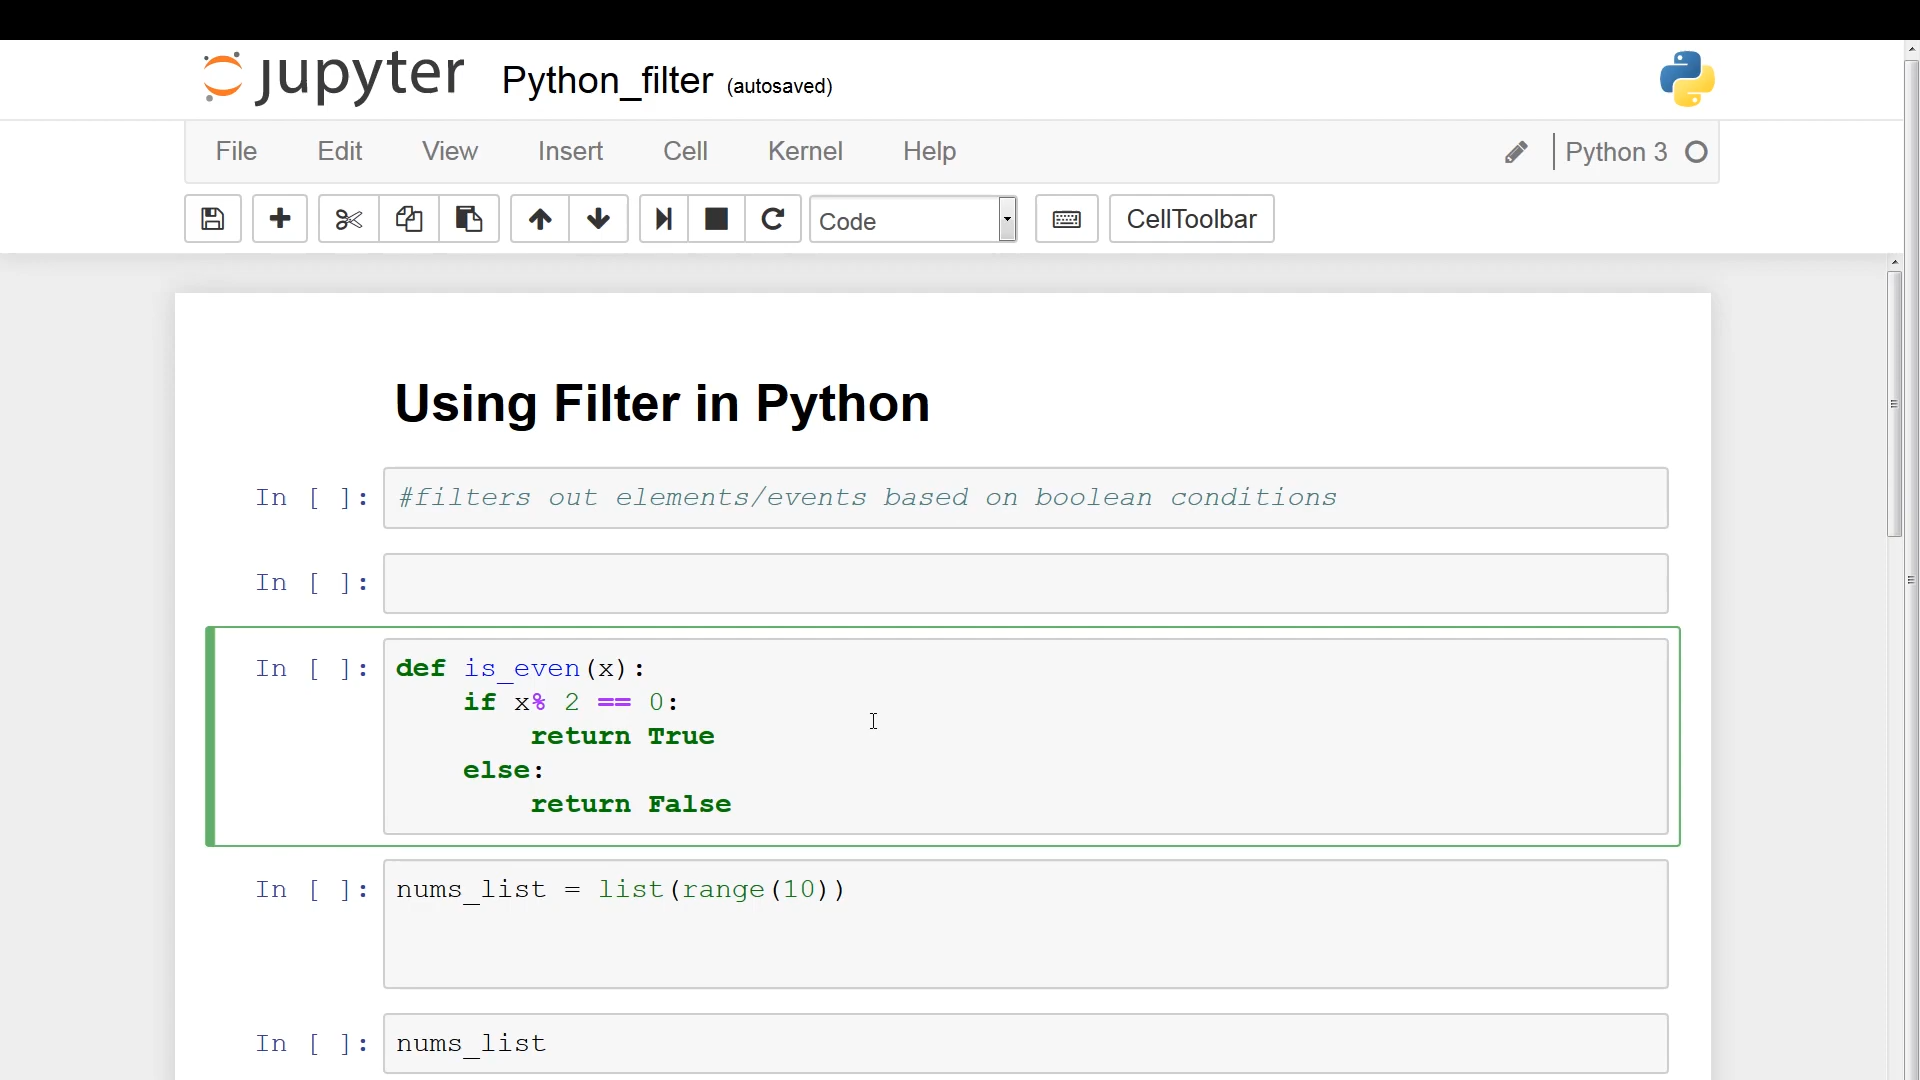 jupyter Python_filter (autosaved)
File Edit View Insert Cell Kernel Help Python 3
Code CellToolbar
Using Filter in Python
In [ ]: #filters out elements/events based on boolean conditions
In [ ]:
In [ ]: def is_even(x):
    if x% 2 == 0:
        return True
    else:
        return False
In [ ]: nums_list = list(range(10))
In [ ]: nums_list